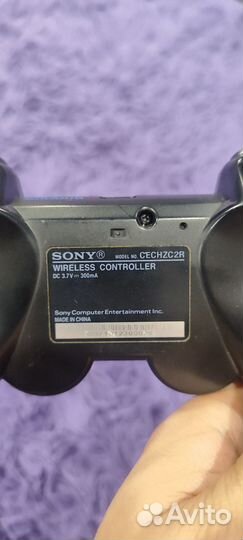 SONY® MODEL NO. CECHZC2R
WIRELESS CONTROLLER
DC 3.7V⎓300mA
Sony Computer Entertainment Inc.
MADE IN CHINA
Avito